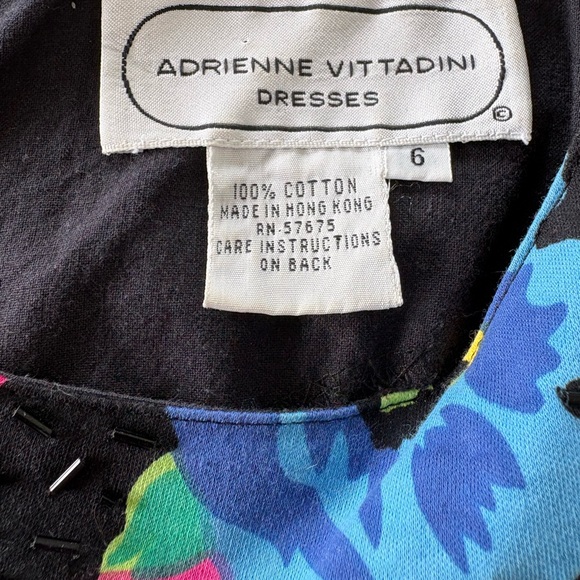 ADRIENNE VITTADINI
DRESSES
©
6
100% COTTON
MADE IN HONG KONG
RN-57675
CARE INSTRUCTIONS
ON BACK